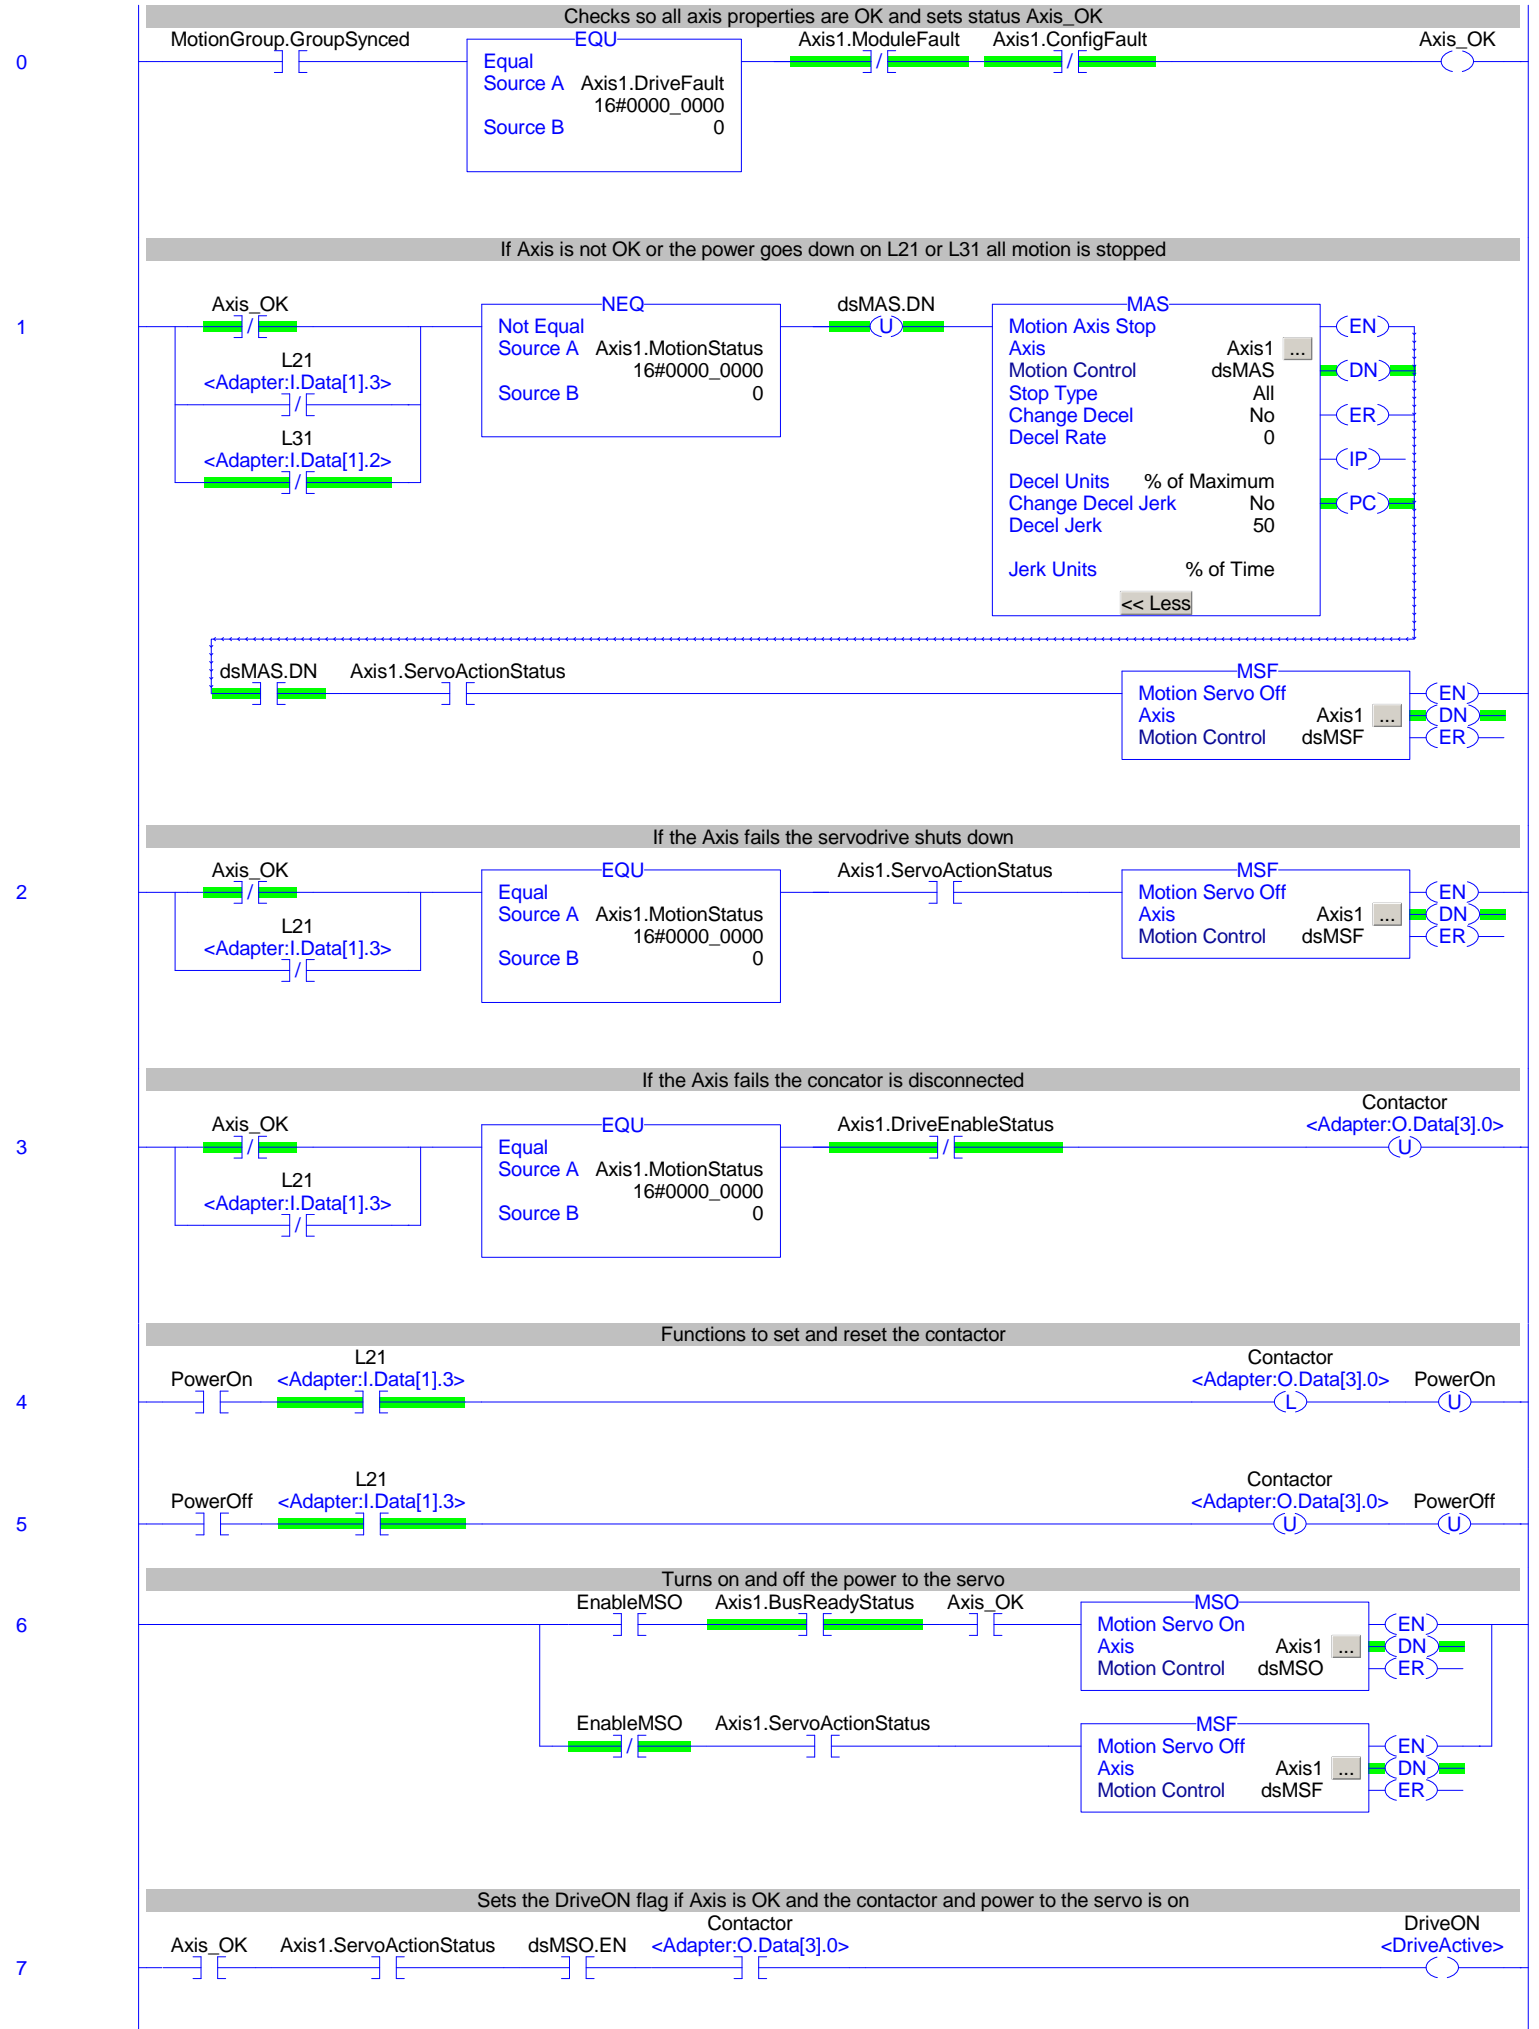 Checks so all axis properties are OK and sets status Axis_OK
MotionGroup.GroupSynced EQU Axis1.ModuleFault Axis1.ConfigFault Axis_OK
0 Equal
Source A Axis1.DriveFault
16#0000_0000
Source B 0
If Axis is not OK or the power goes down on L21 or L31 all motion is stopped
Axis_OK NEQ dsMAS.DN MAS
1 Not Equal U Motion Axis Stop EN
Source A Axis1.MotionStatus Axis Axis1 ...
L21
<Adapter:I.Data[1].3> 16#0000_0000 Motion Control dsMAS DN
Source B 0 Stop Type All
Change Decel No ER
L31 Decel Rate 0
<Adapter:I.Data[1].2> IP
Decel Units % of Maximum
Change Decel Jerk No PC
Decel Jerk 50
Jerk Units % of Time
<< Less
dsMAS.DN Axis1.ServoActionStatus MSF
Motion Servo Off EN
Axis Axis1 ... DN
Motion Control dsMSF ER
If the Axis fails the servodrive shuts down
Axis_OK EQU Axis1.ServoActionStatus MSF
2 Equal Motion Servo Off EN
Source A Axis1.MotionStatus Axis Axis1 ... DN
L21 16#0000_0000 Motion Control dsMSF ER
<Adapter:I.Data[1].3> Source B 0
If the Axis fails the concator is disconnected
Contactor
Axis_OK EQU Axis1.DriveEnableStatus <Adapter:O.Data[3].0>
3 Equal U
Source A Axis1.MotionStatus
L21 16#0000_0000
<Adapter:I.Data[1].3> Source B 0
Functions to set and reset the contactor
L21 Contactor
PowerOn <Adapter:I.Data[1].3> <Adapter:O.Data[3].0> PowerOn
4 L U
L21 Contactor
PowerOff <Adapter:I.Data[1].3> <Adapter:O.Data[3].0> PowerOff
5 U U
Turns on and off the power to the servo
EnableMSO Axis1.BusReadyStatus Axis_OK MSO
6 Motion Servo On EN
Axis Axis1 ... DN
Motion Control dsMSO ER
EnableMSO Axis1.ServoActionStatus MSF
Motion Servo Off EN
Axis Axis1 ... DN
Motion Control dsMSF ER
Sets the DriveON flag if Axis is OK and the contactor and power to the servo is on
Contactor DriveON
Axis_OK Axis1.ServoActionStatus dsMSO.EN <Adapter:O.Data[3].0> <DriveActive>
7